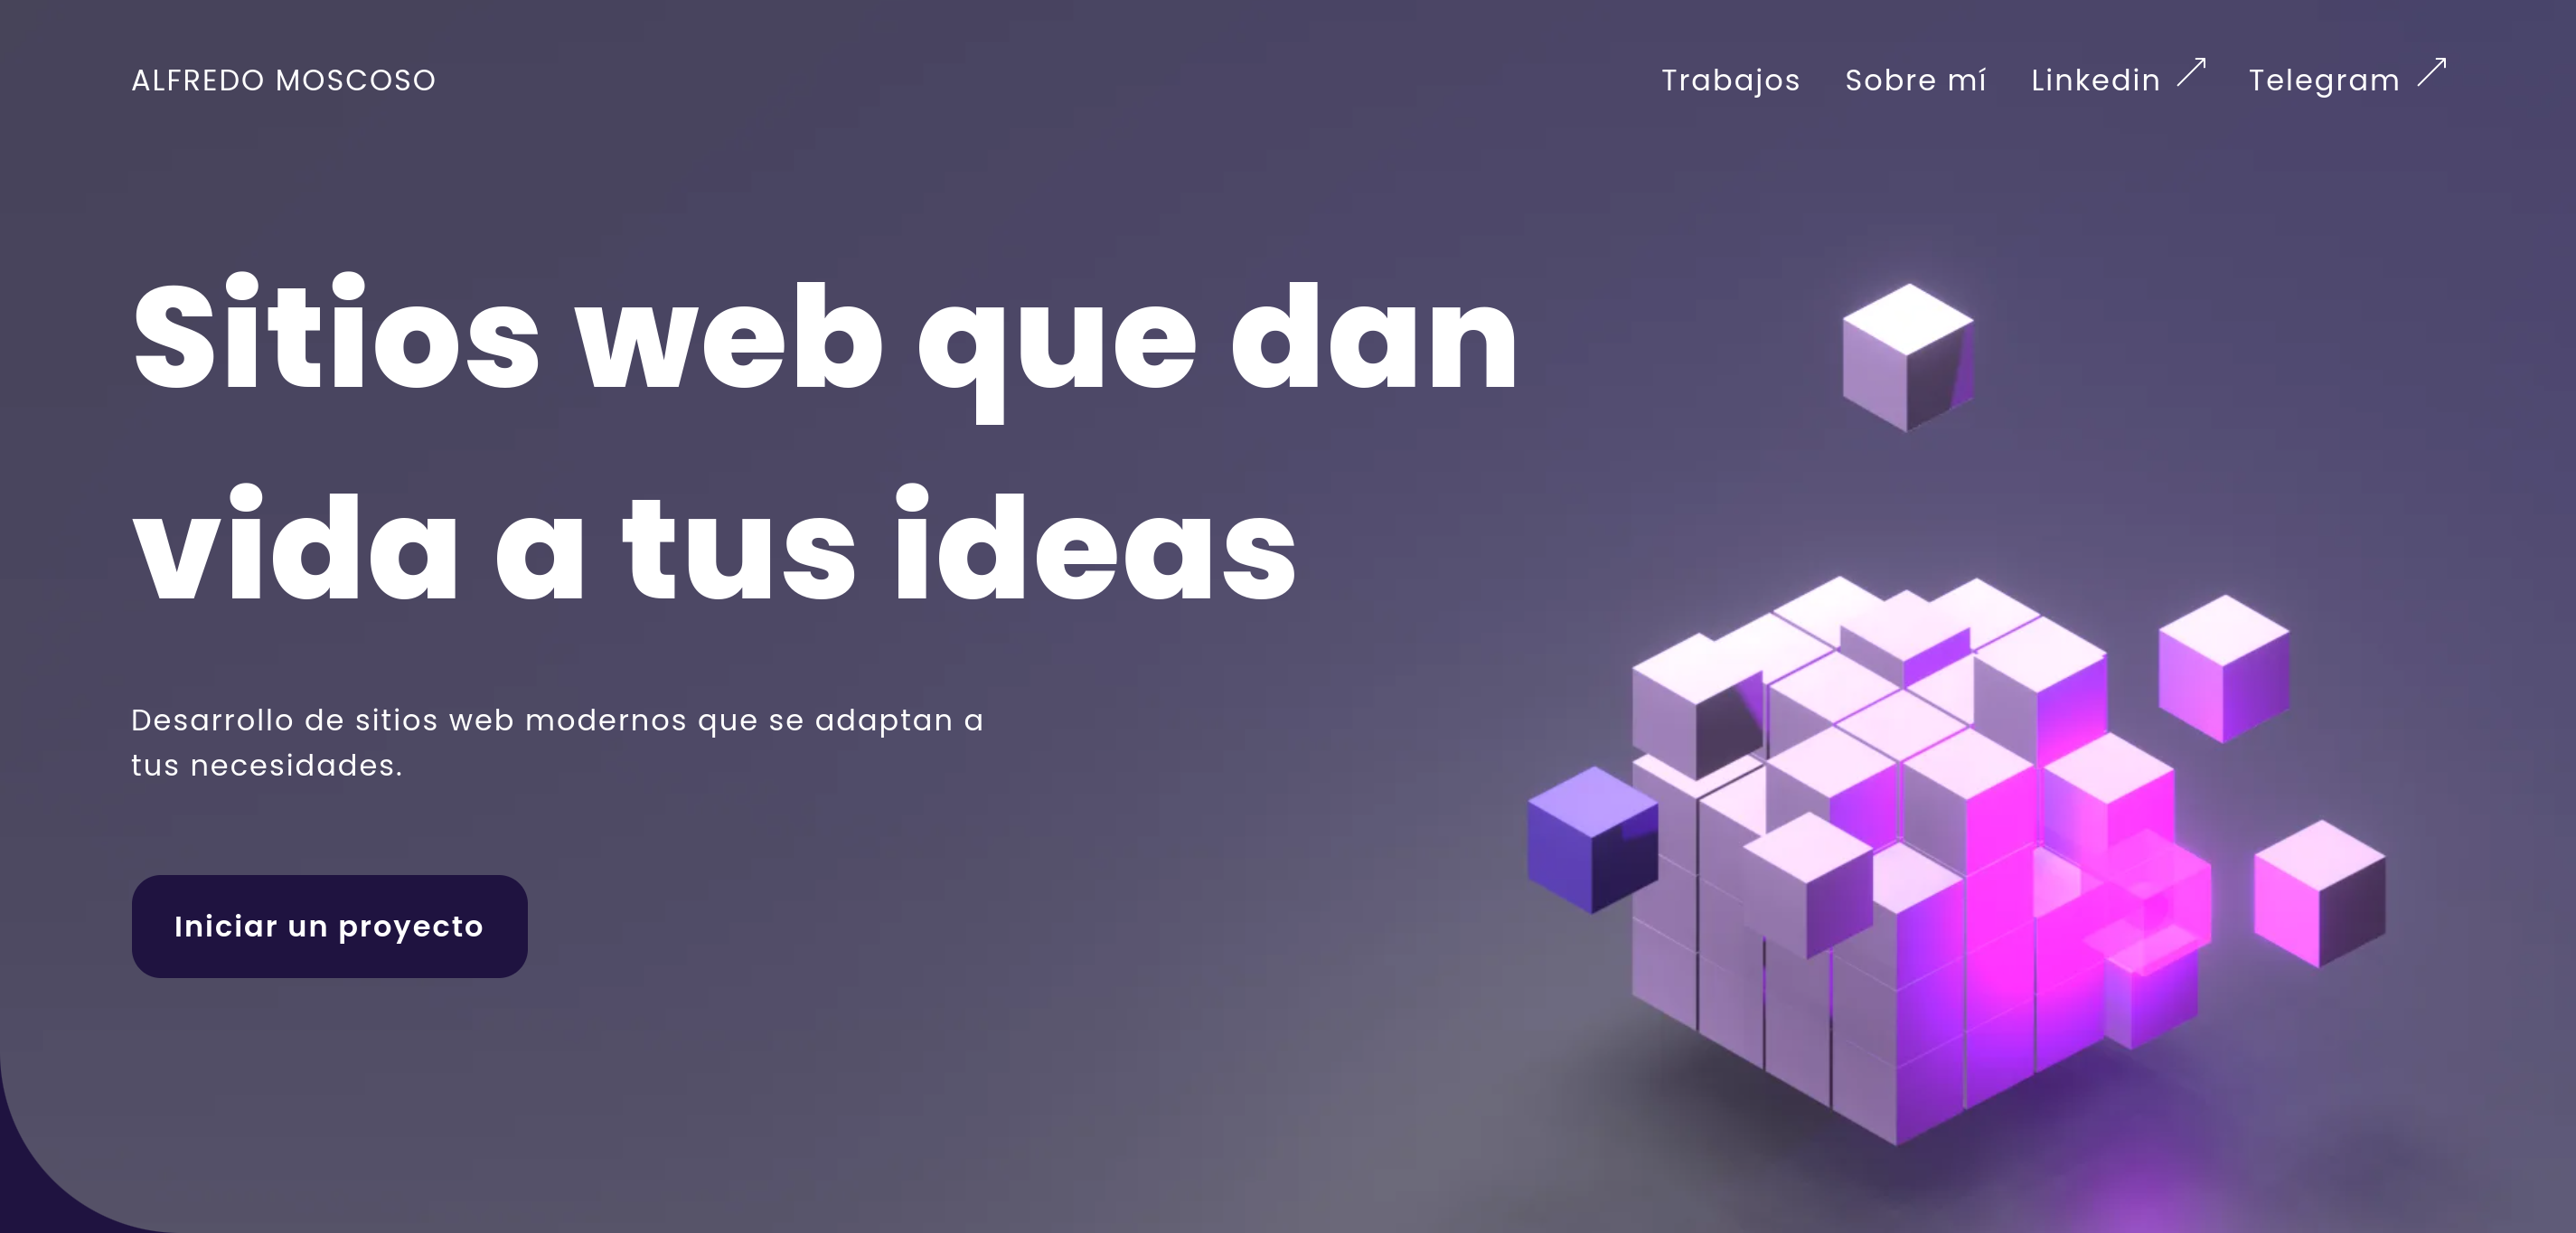 ALFREDO MOSCOSO
Trabajos Sobre mí Linkedin Telegram
Sitios web que dan
vida a tus ideas
Desarrollo de sitios web modernos que se adaptan a
tus necesidades.
Iniciar un proyecto